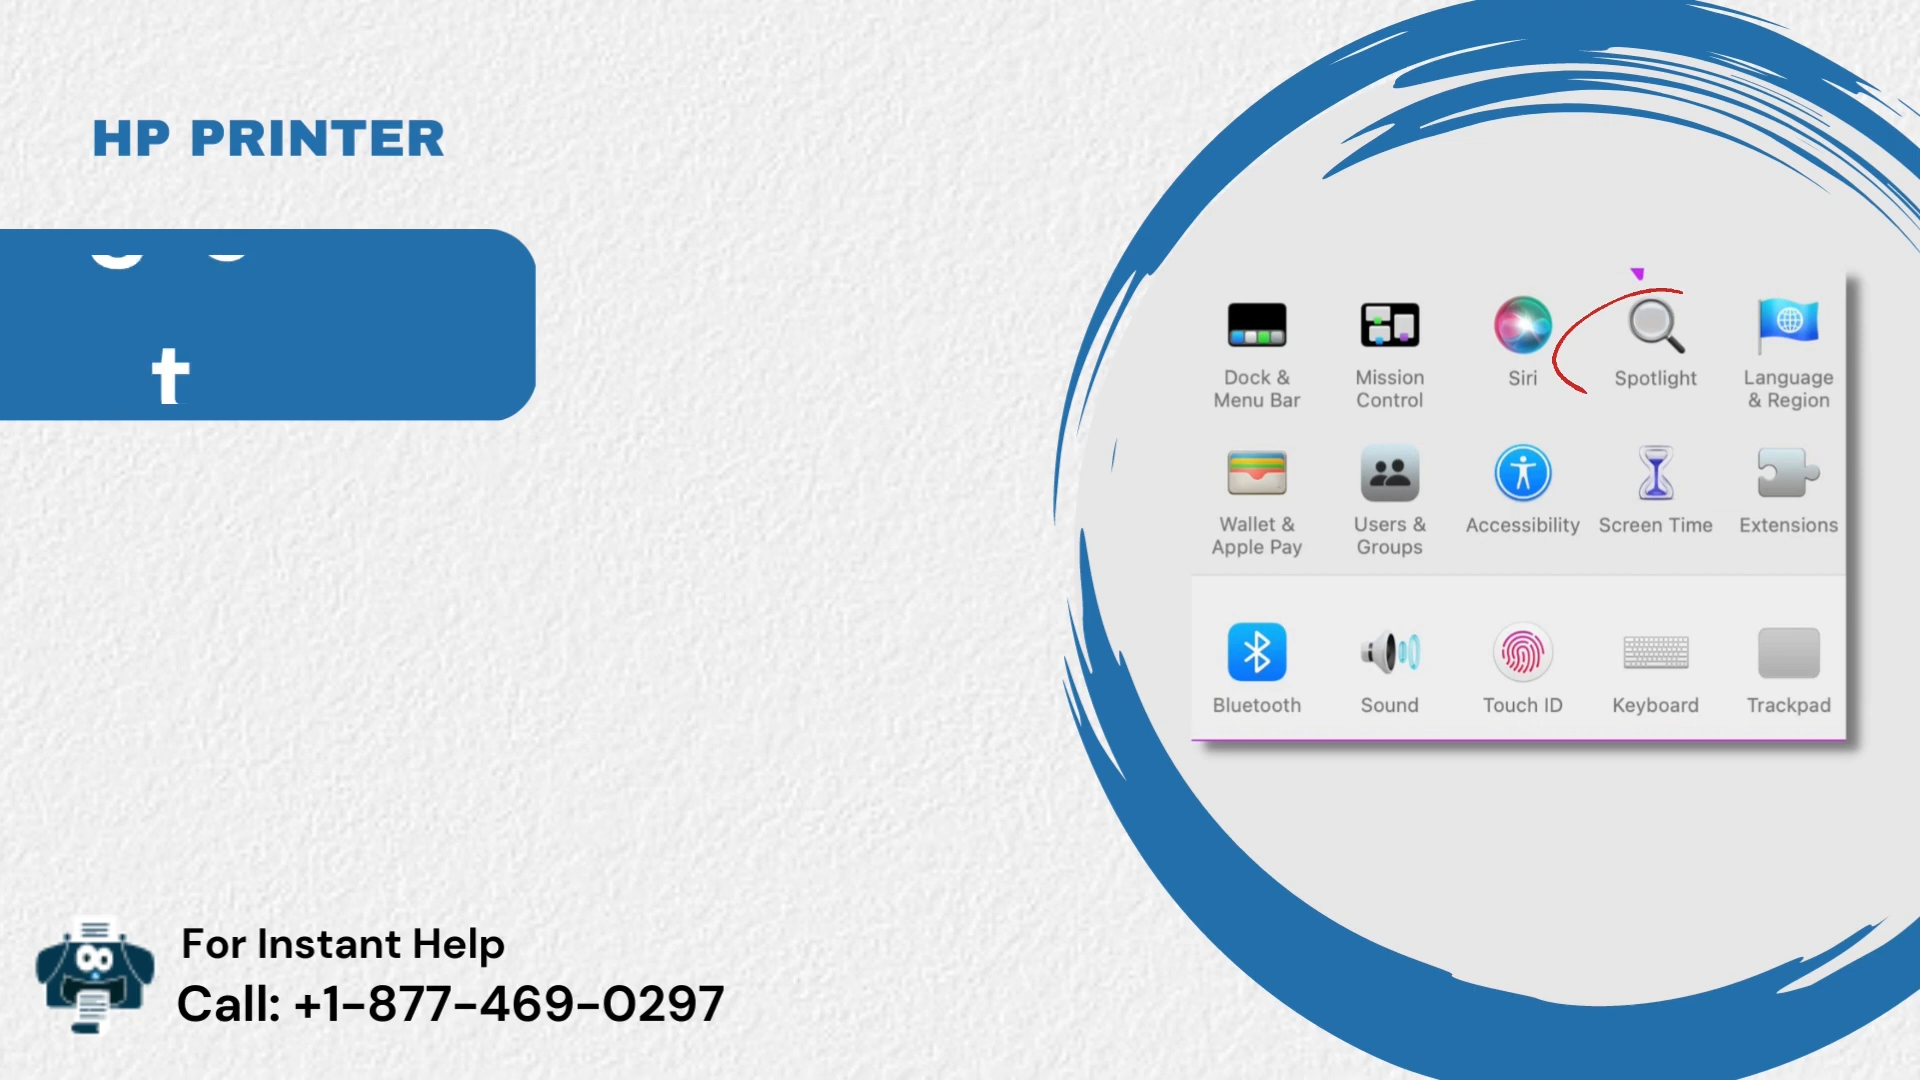 HP PRINTER
t
For Instant Help
Call: +1-877-469-0297
Dock &
Menu Bar
Mission
Control
Siri
Spotlight
Language
& Region
Wallet &
Apple Pay
Users &
Groups
Accessibility
Screen Time
Extensions
Bluetooth
Sound
Touch ID
Keyboard
Trackpad